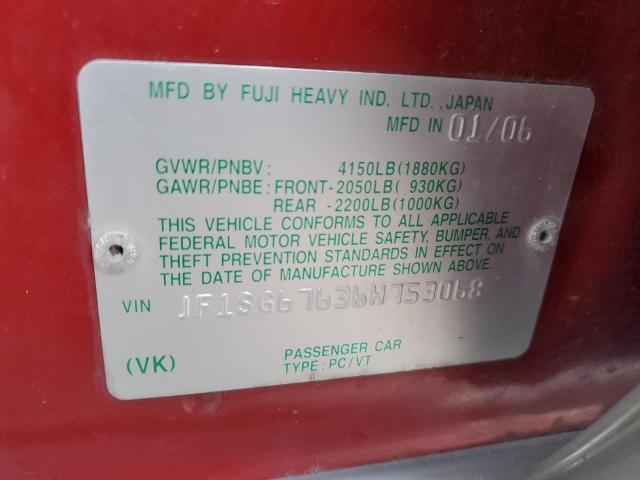 MFD BY FUJI HEAVY IND. LTD., JAPAN
MFD IN 01/06
GVWR/PNBV: 4150LB(1880KG)
GAWR/PNBE: FRONT-2050LB( 930KG)
REAR -2200LB(1000KG)
THIS VEHICLE CONFORMS TO ALL APPLICABLE
FEDERAL MOTOR VEHICLE SAFETY, BUMPER, AND
THEFT PREVENTION STANDARDS IN EFFECT ON
THE DATE OF MANUFACTURE SHOWN ABOVE.
VIN
PASSENGER CAR
(VK) TYPE: PC/VT